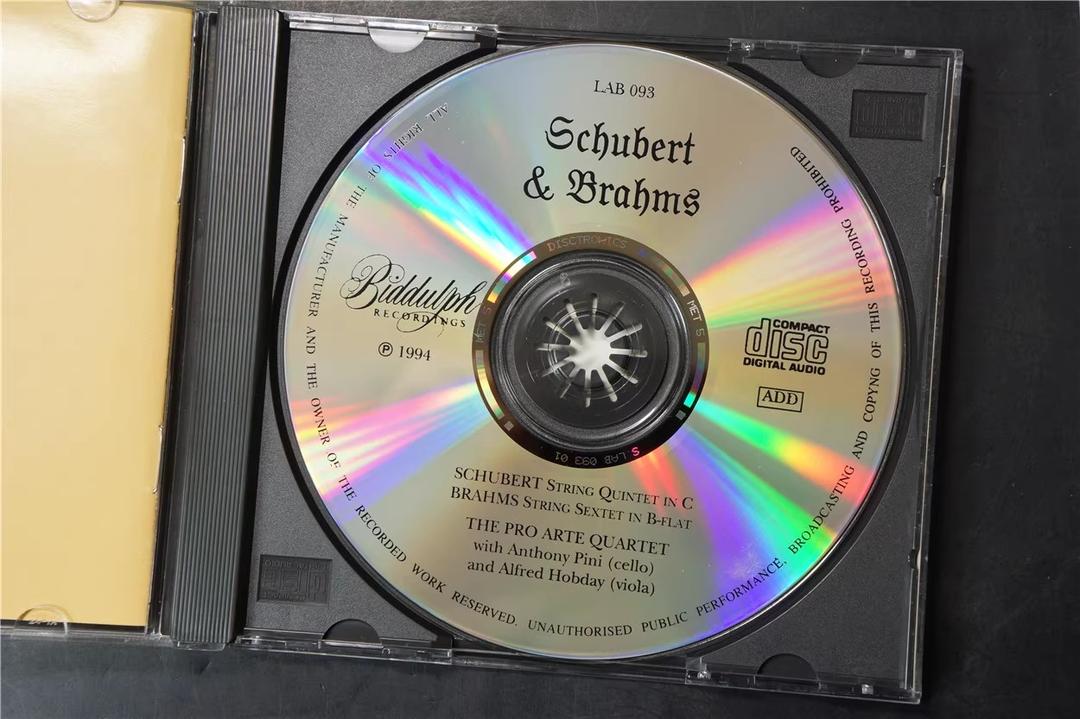 LAB 093
Schubert
& Brahms
Biddulph
RECORDINGS
℗ 1994
COMPACT
disc
DIGITAL AUDIO
ADD
SCHUBERT STRING QUINTET IN C
BRAHMS STRING SEXTET IN B-FLAT
THE PRO ARTE QUARTET
with Anthony Pini (cello)
and Alfred Hobday (viola)
ALL RIGHTS OF THE MANUFACTURER AND THE OWNER OF THE RECORDED WORK RESERVED. UNAUTHORISED PUBLIC PERFORMANCE, BROADCASTING AND COPYNG OF THIS RECORDING PROHIBITED
DISCTRONICS
MET S
S LAB 093 01
MET S